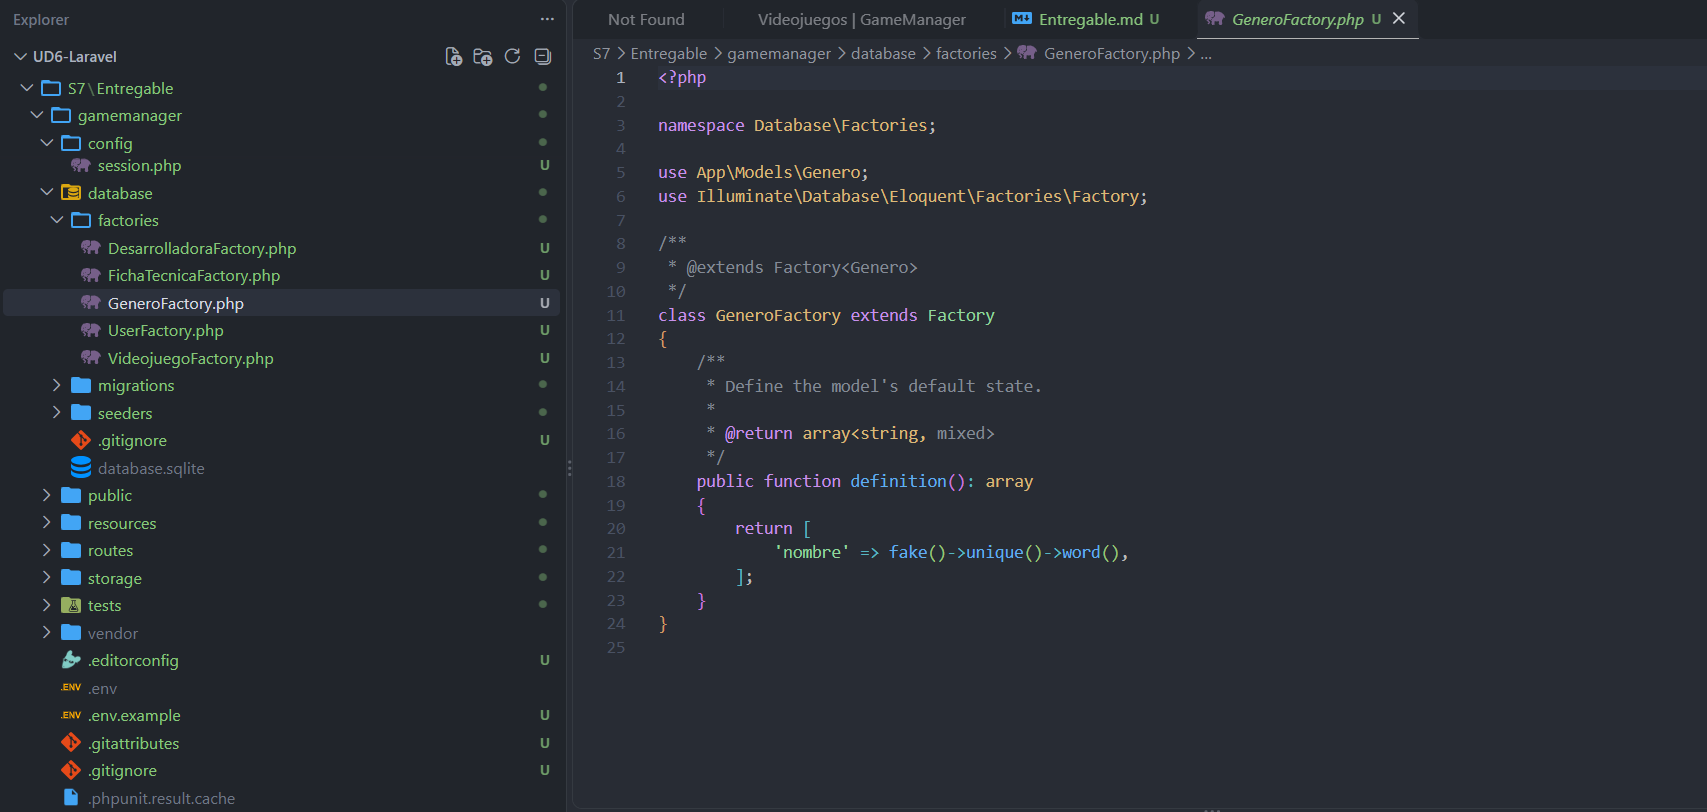 Explorer
UD6-Laravel
S7\Entregable
gamemanager
config
session.php U
database
factories
DesarrolladoraFactory.php U
FichaTecnicaFactory.php U
GeneroFactory.php U
UserFactory.php U
VideojuegoFactory.php U
migrations
seeders
.gitignore U
database.sqlite
public
resources
routes
storage
tests
vendor
.editorconfig U
.ENV .env
.ENV .env.example U
.gitattributes U
.gitignore U
.phpunit.result.cache
Not Found
Videojuegos | GameManager
Entregable.md U
GeneroFactory.php U
S7 > Entregable > gamemanager > database > factories > GeneroFactory.php > ...
1 <?php
2
3 namespace Database\Factories;
4
5 use App\Models\Genero;
6 use Illuminate\Database\Eloquent\Factories\Factory;
7
8 /**
9  * @extends Factory<Genero>
10  */
11 class GeneroFactory extends Factory
12 {
13     /**
14      * Define the model's default state.
15      *
16      * @return array<string, mixed>
17      */
18     public function definition(): array
19     {
20         return [
21             'nombre' => fake()->unique()->word(),
22         ];
23     }
24 }
25